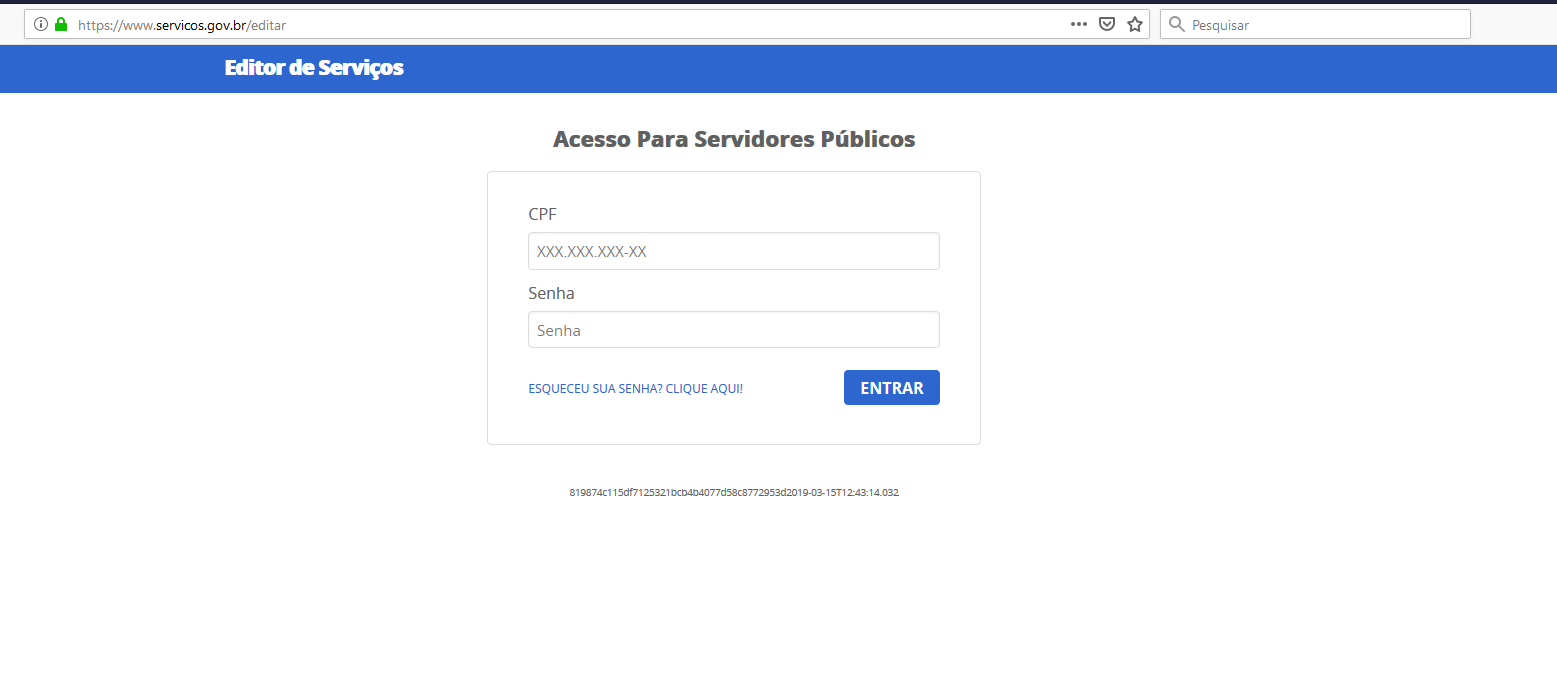 https://www.servicos.gov.br/editar
Pesquisar
Editor de Serviços
Acesso Para Servidores Públicos
CPF
XXX.XXX.XXX-XX
Senha
Senha
ESQUECEU SUA SENHA? CLIQUE AQUI!
ENTRAR
819874c115df7125321bcb4b4077d58c8772953d2019-03-15T12:43:14.032